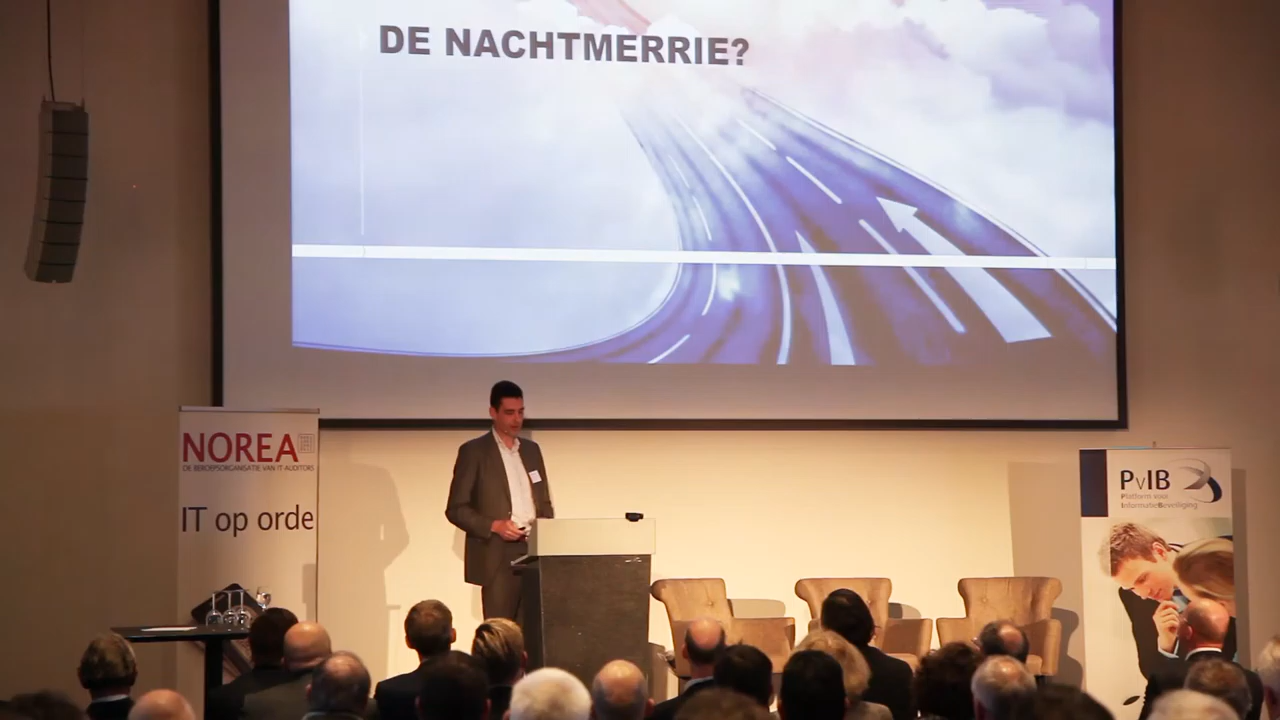 DE NACHTMERRIE?
NOREA
DE BEROEPSORGANISATIE VAN IT-AUDITORS
IT op orde
PvIB
Platform voor
InformatieBeveiliging